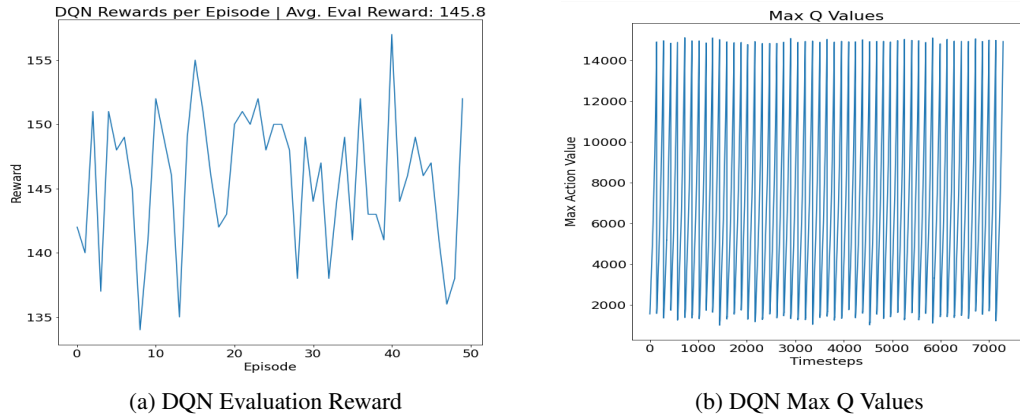 DQN Rewards per Episode | Avg. Eval Reward: 145.8
155
150
145
140
135
Reward
0 10 20 30 40 50
Episode
(a) DQN Evaluation Reward
Max Q Values
14000
12000
10000
8000
6000
4000
2000
Max Action Value
0 1000 2000 3000 4000 5000 6000 7000
Timesteps
(b) DQN Max Q Values